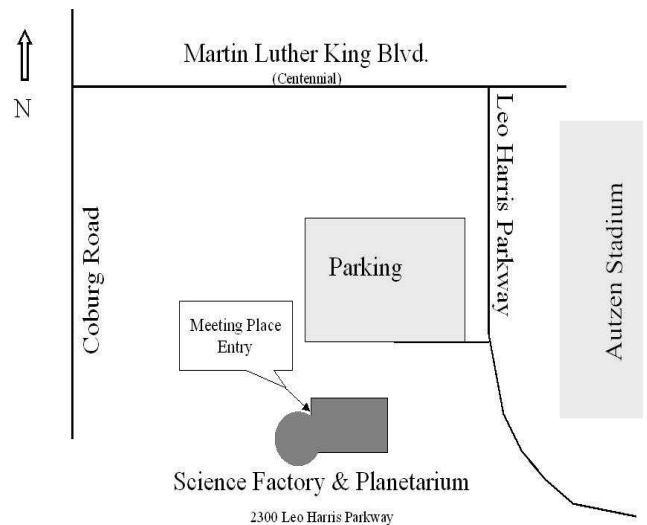 Martin Luther King Blvd.
(Centennial)
N
Leo Harris Parkway
Coburg Road
Parking
Autzen Stadium
Meeting Place
Entry
Science Factory & Planetarium
2300 Leo Harris Parkway